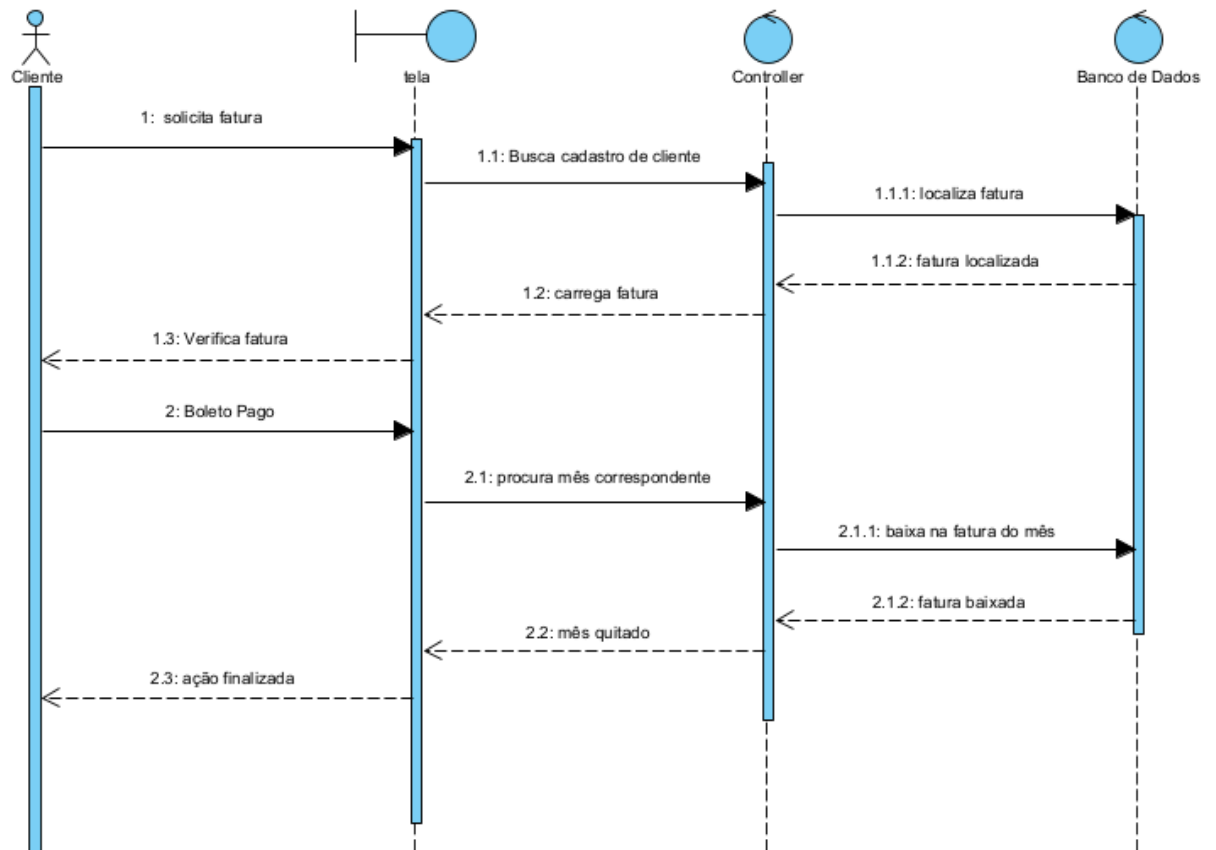 Cliente
tela
Controller
Banco de Dados
1: solicita fatura
1.1: Busca cadastro de cliente
1.1.1: localiza fatura
1.1.2: fatura localizada
1.2: carrega fatura
1.3: Verifica fatura
2: Boleto Pago
2.1: procura mês correspondente
2.1.1: baixa na fatura do mês
2.1.2: fatura baixada
2.2: mês quitado
2.3: ação finalizada